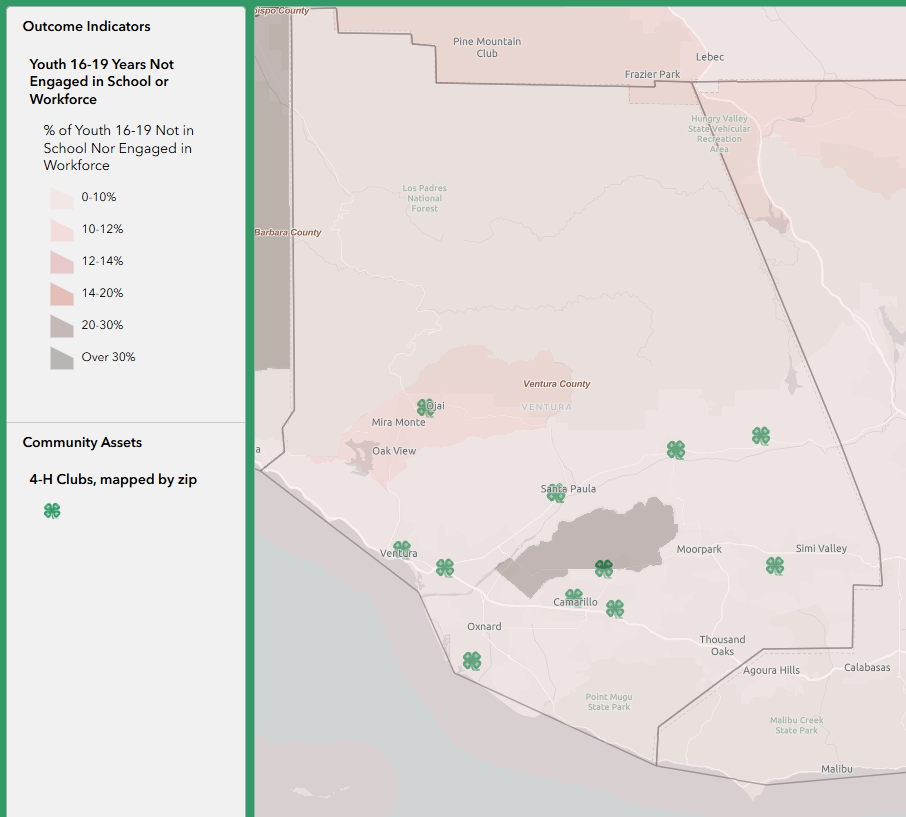 Outcome Indicators
Youth 16-19 Years Not
Engaged in School or
Workforce
% of Youth 16-19 Not in
School Nor Engaged in
Workforce
0-10%
10-12%
12-14%
14-20%
20-30%
Over 30%
Community Assets
4-H Clubs, mapped by zip
bispo County
Pine Mountain
Club
Lebec
Frazier Park
Hungry Valley
State Vehicular
Recreation
Area
Los Padres
National
Forest
Barbara County
Ventura County
VENTURA
Ojai
Mira Monte
Oak View
a
Santa Paula
Ventura
Moorpark
Simi Valley
Camarillo
Oxnard
Thousand
Oaks
Agoura Hills
Calabasas
Point Mugu
State Park
Malibu Creek
State Park
Malibu